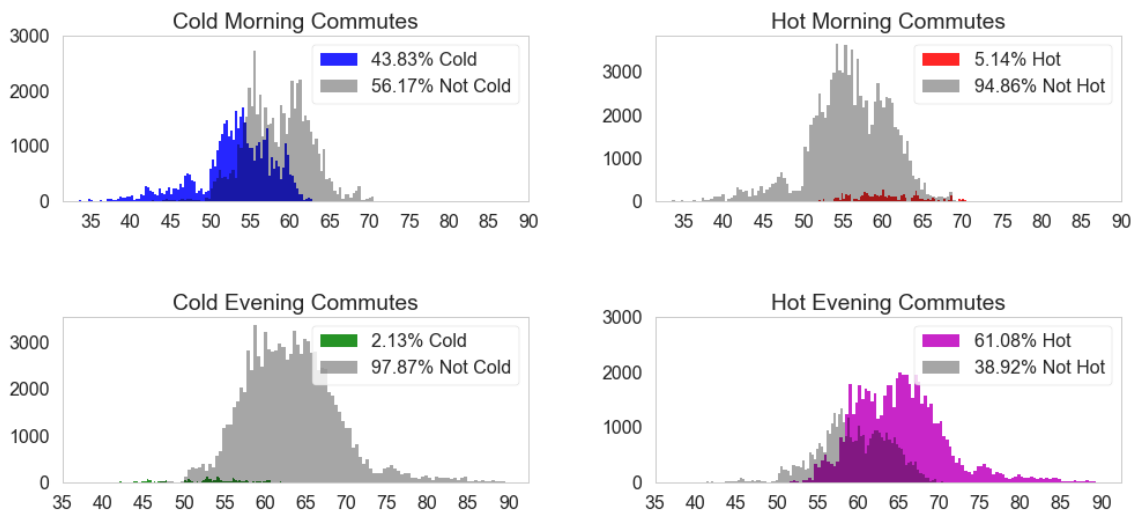 Cold Morning Commutes
3000
2000
1000
0
43.83% Cold
56.17% Not Cold
35 40 45 50 55 60 65 70 75 80 85 90
Hot Morning Commutes
3000
2000
1000
0
5.14% Hot
94.86% Not Hot
35 40 45 50 55 60 65 70 75 80 85 90
Cold Evening Commutes
3000
2000
1000
0
2.13% Cold
97.87% Not Cold
35 40 45 50 55 60 65 70 75 80 85 90
Hot Evening Commutes
3000
2000
1000
0
61.08% Hot
38.92% Not Hot
35 40 45 50 55 60 65 70 75 80 85 90